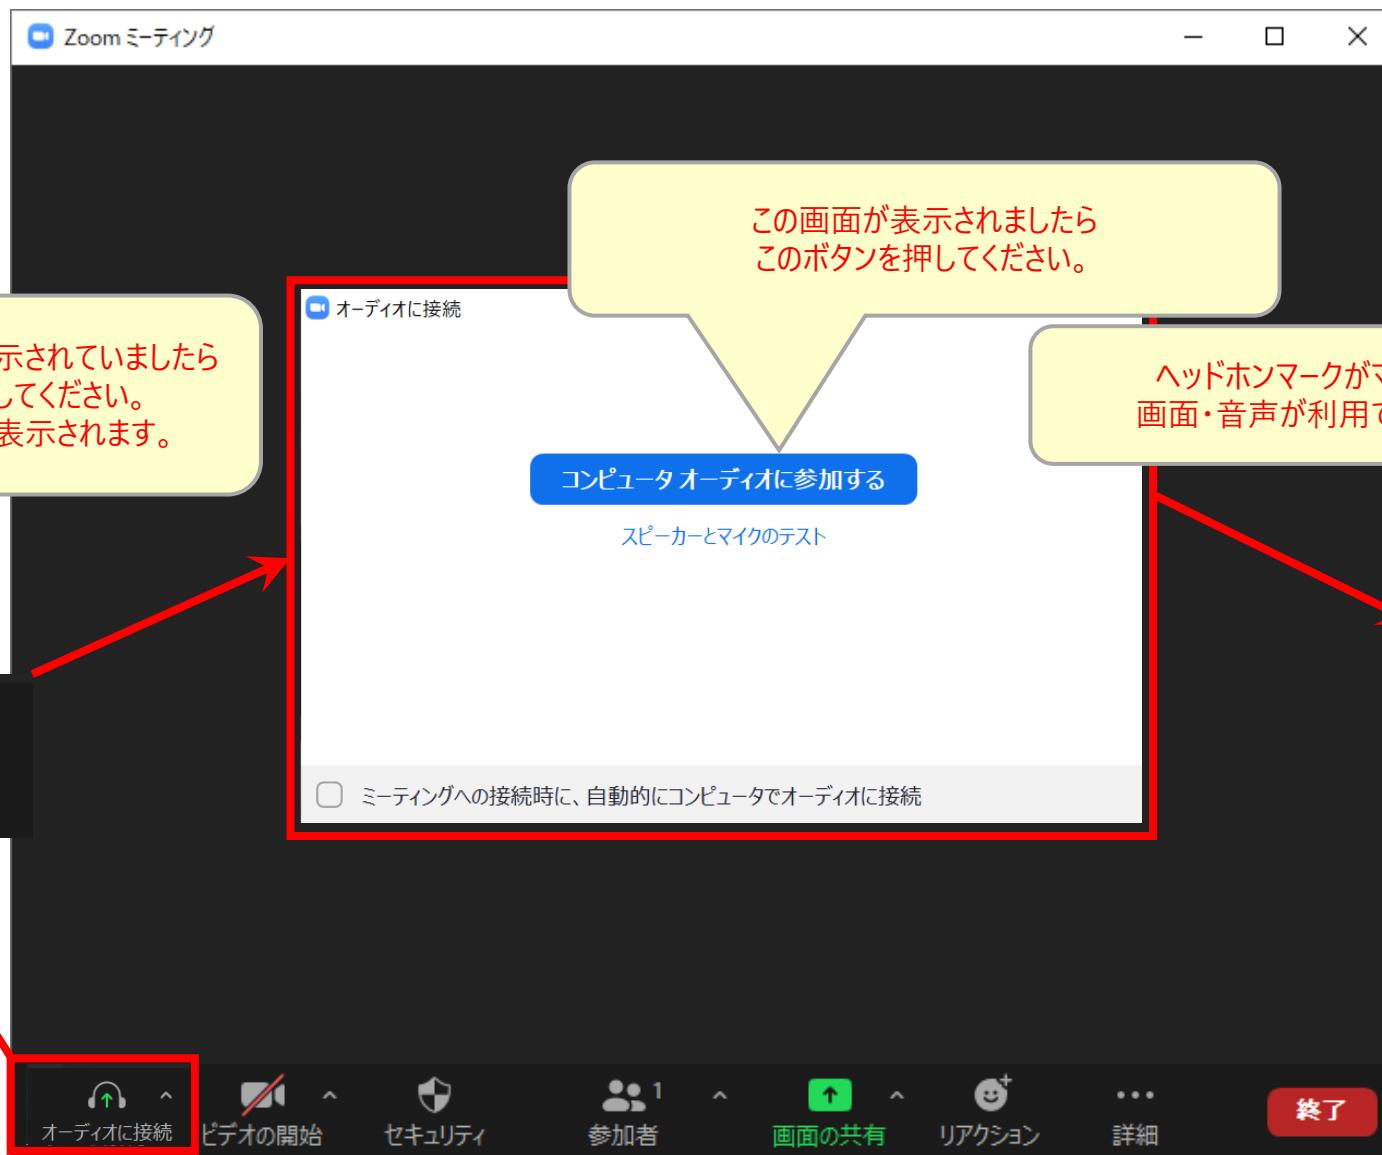 Zoom ミーティング
この画面が表示されましたら
このボタンを押してください。
オーディオに接続
示されていましたら
してください。
表示されます。
ヘッドホンマークがマ
画面・音声が利用で
コンピュータ オーディオに参加する
スピーカーとマイクのテスト
ミーティングへの接続時に、自動的にコンピュータでオーディオに接続
オーディオに接続
ビデオの開始
セキュリティ
1
参加者
画面の共有
リアクション
詳細
終了